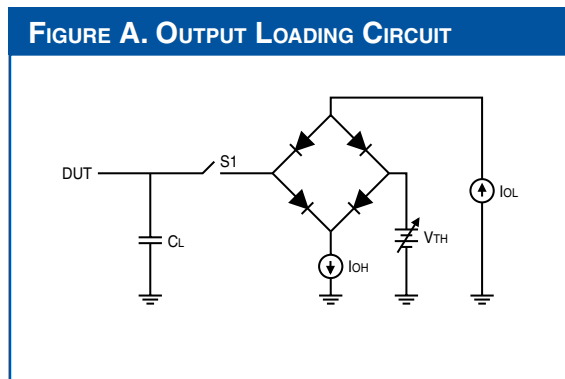 FIGURE A. OUTPUT LOADING CIRCUIT
DUT
S1
CL
IOH
VTH
IOL